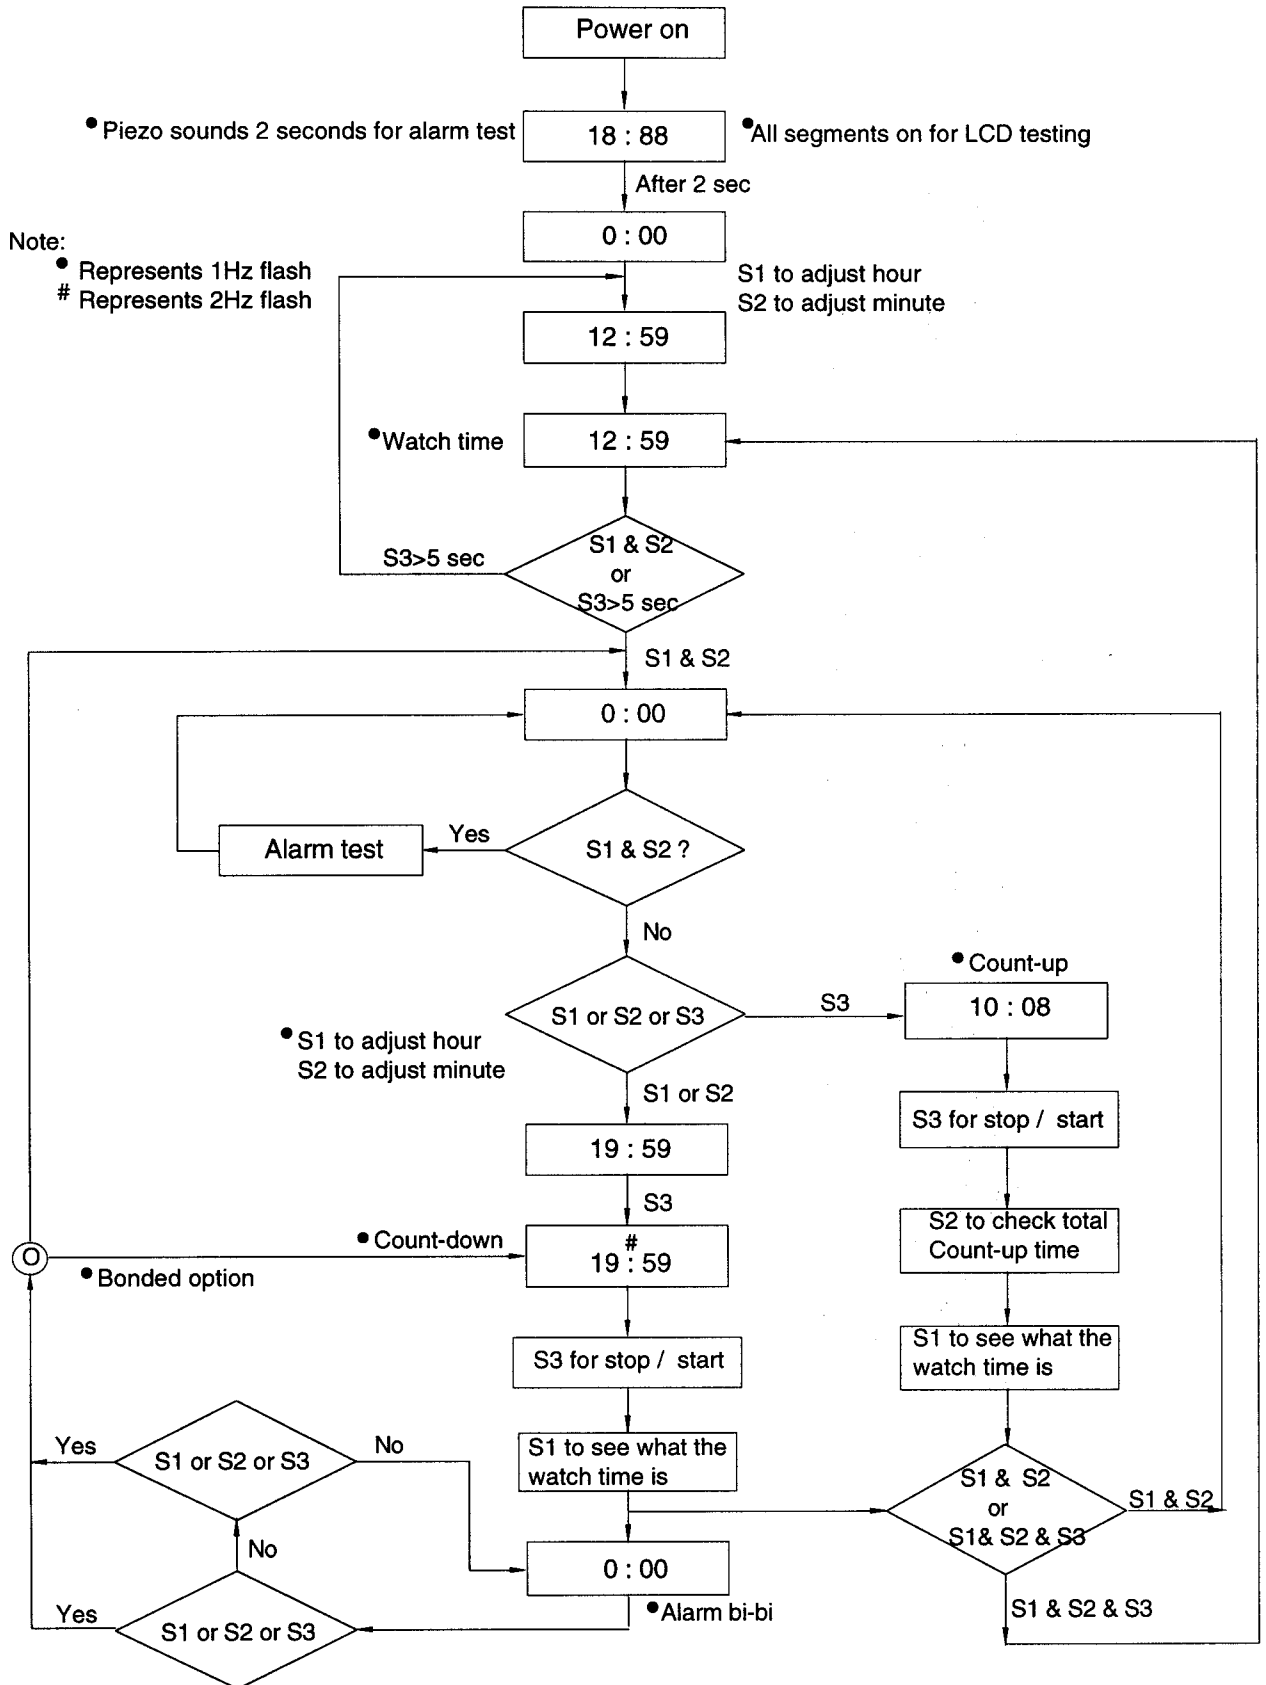 Power on
● Piezo sounds 2 seconds for alarm test
18 : 88
● All segments on for LCD testing
After 2 sec
0 : 00
Note:
● Represents 1Hz flash
# Represents 2Hz flash
S1 to adjust hour
S2 to adjust minute
12 : 59
● Watch time
12 : 59
S3>5 sec
S1 & S2
or
S3>5 sec
S1 & S2
0 : 00
Alarm test
Yes
S1 & S2 ?
No
● Count-up
S1 or S2 or S3
S3
10 : 08
● S1 to adjust hour
S2 to adjust minute
S1 or S2
S3 for stop / start
19 : 59
S3
S2 to check total
Count-up time
● Count-down
#
19 : 59
O
● Bonded option
S1 to see what the
watch time is
S3 for stop / start
Yes
S1 or S2 or S3
No
S1 to see what the
watch time is
S1 & S2
or
S1& S2 & S3
S1 & S2
No
0 : 00
● Alarm bi-bi
S1 & S2 & S3
Yes
S1 or S2 or S3